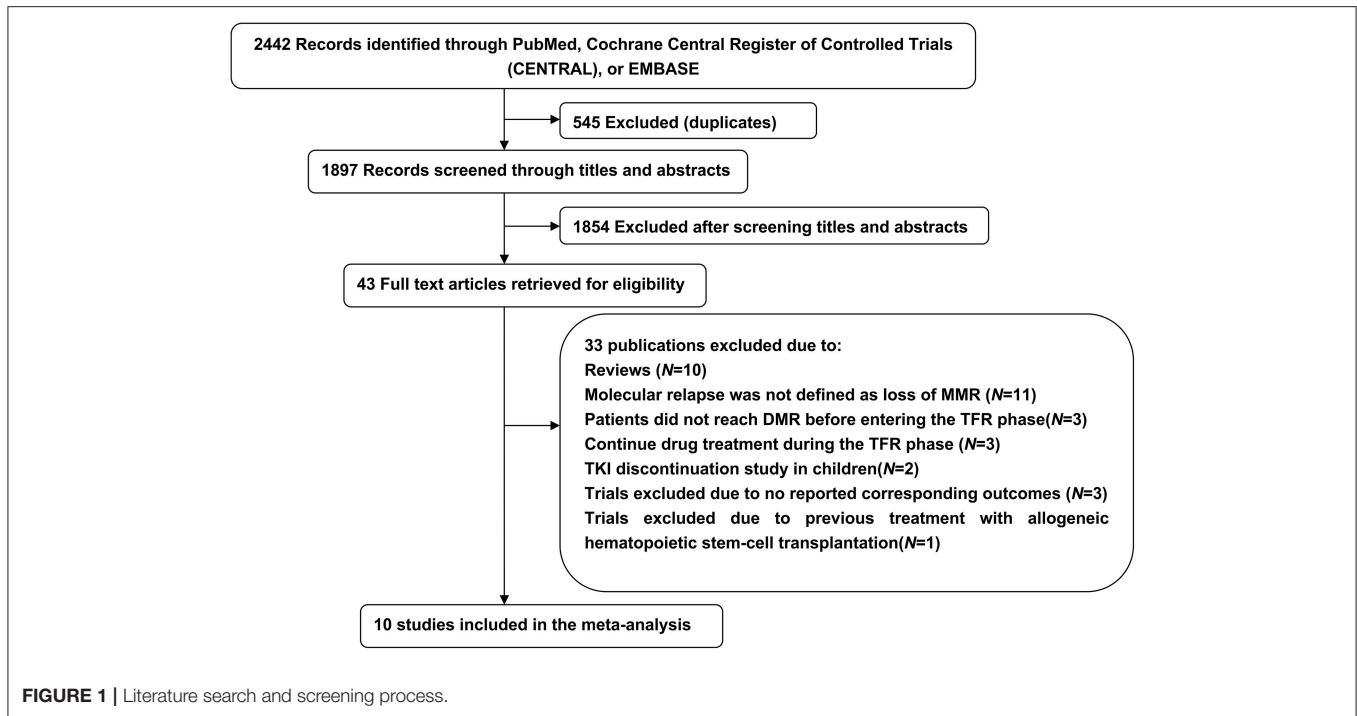 2442 Records identified through PubMed, Cochrane Central Register of Controlled Trials
(CENTRAL), or EMBASE
545 Excluded (duplicates)
1897 Records screened through titles and abstracts
1854 Excluded after screening titles and abstracts
43 Full text articles retrieved for eligibility
33 publications excluded due to:
Reviews (N=10)
Molecular relapse was not defined as loss of MMR (N=11)
Patients did not reach DMR before entering the TFR phase(N=3)
Continue drug treatment during the TFR phase (N=3)
TKI discontinuation study in children(N=2)
Trials excluded due to no reported corresponding outcomes (N=3)
Trials excluded due to previous treatment with allogeneic
hematopoietic stem-cell transplantation(N=1)
10 studies included in the meta-analysis
FIGURE 1 | Literature search and screening process.